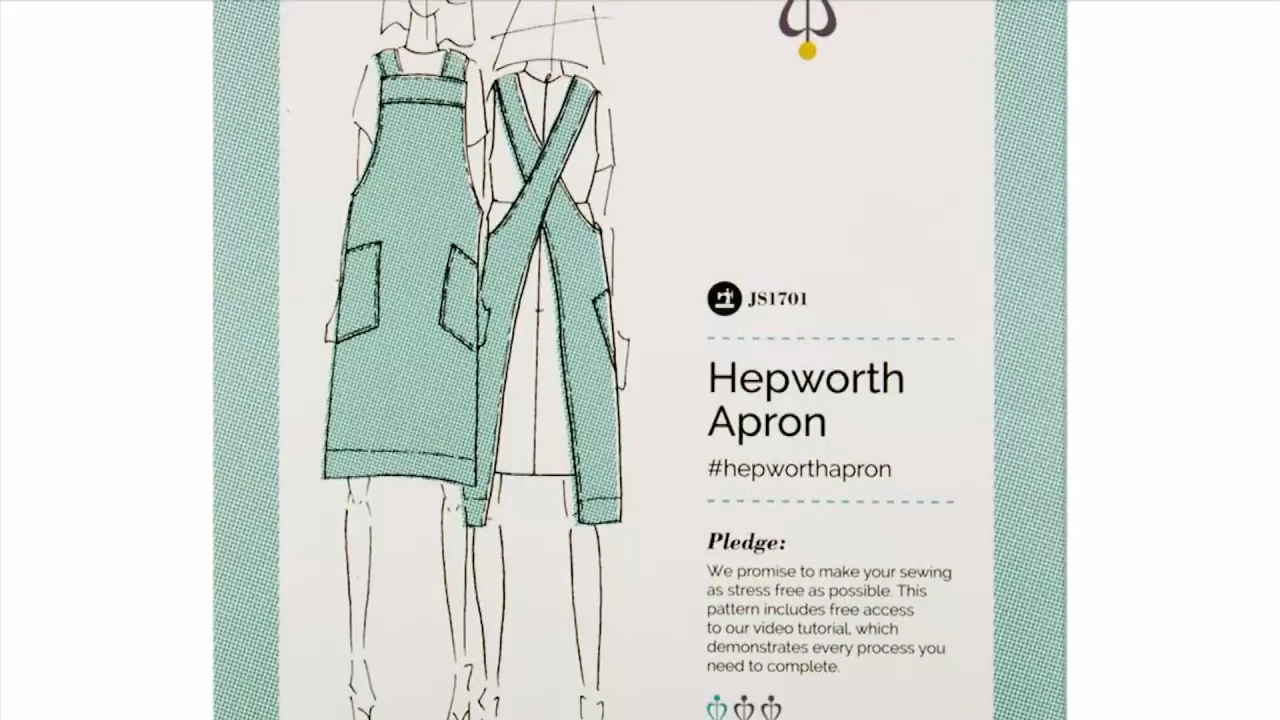 JS1701
Hepworth
Apron
#hepworthapron
Pledge:
We promise to make your sewing
as stress free as possible. This
pattern includes free access
to our video tutorial, which
demonstrates every process you
need to complete.